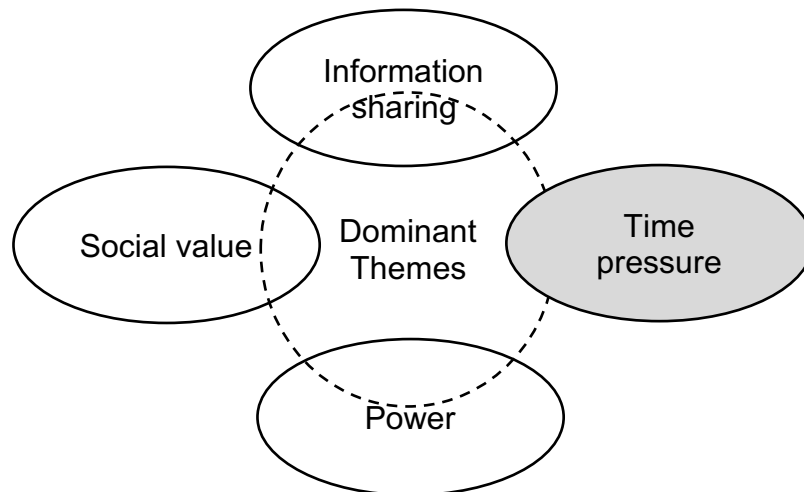 Information
sharing
Social value
Dominant
Themes
Time
pressure
Power